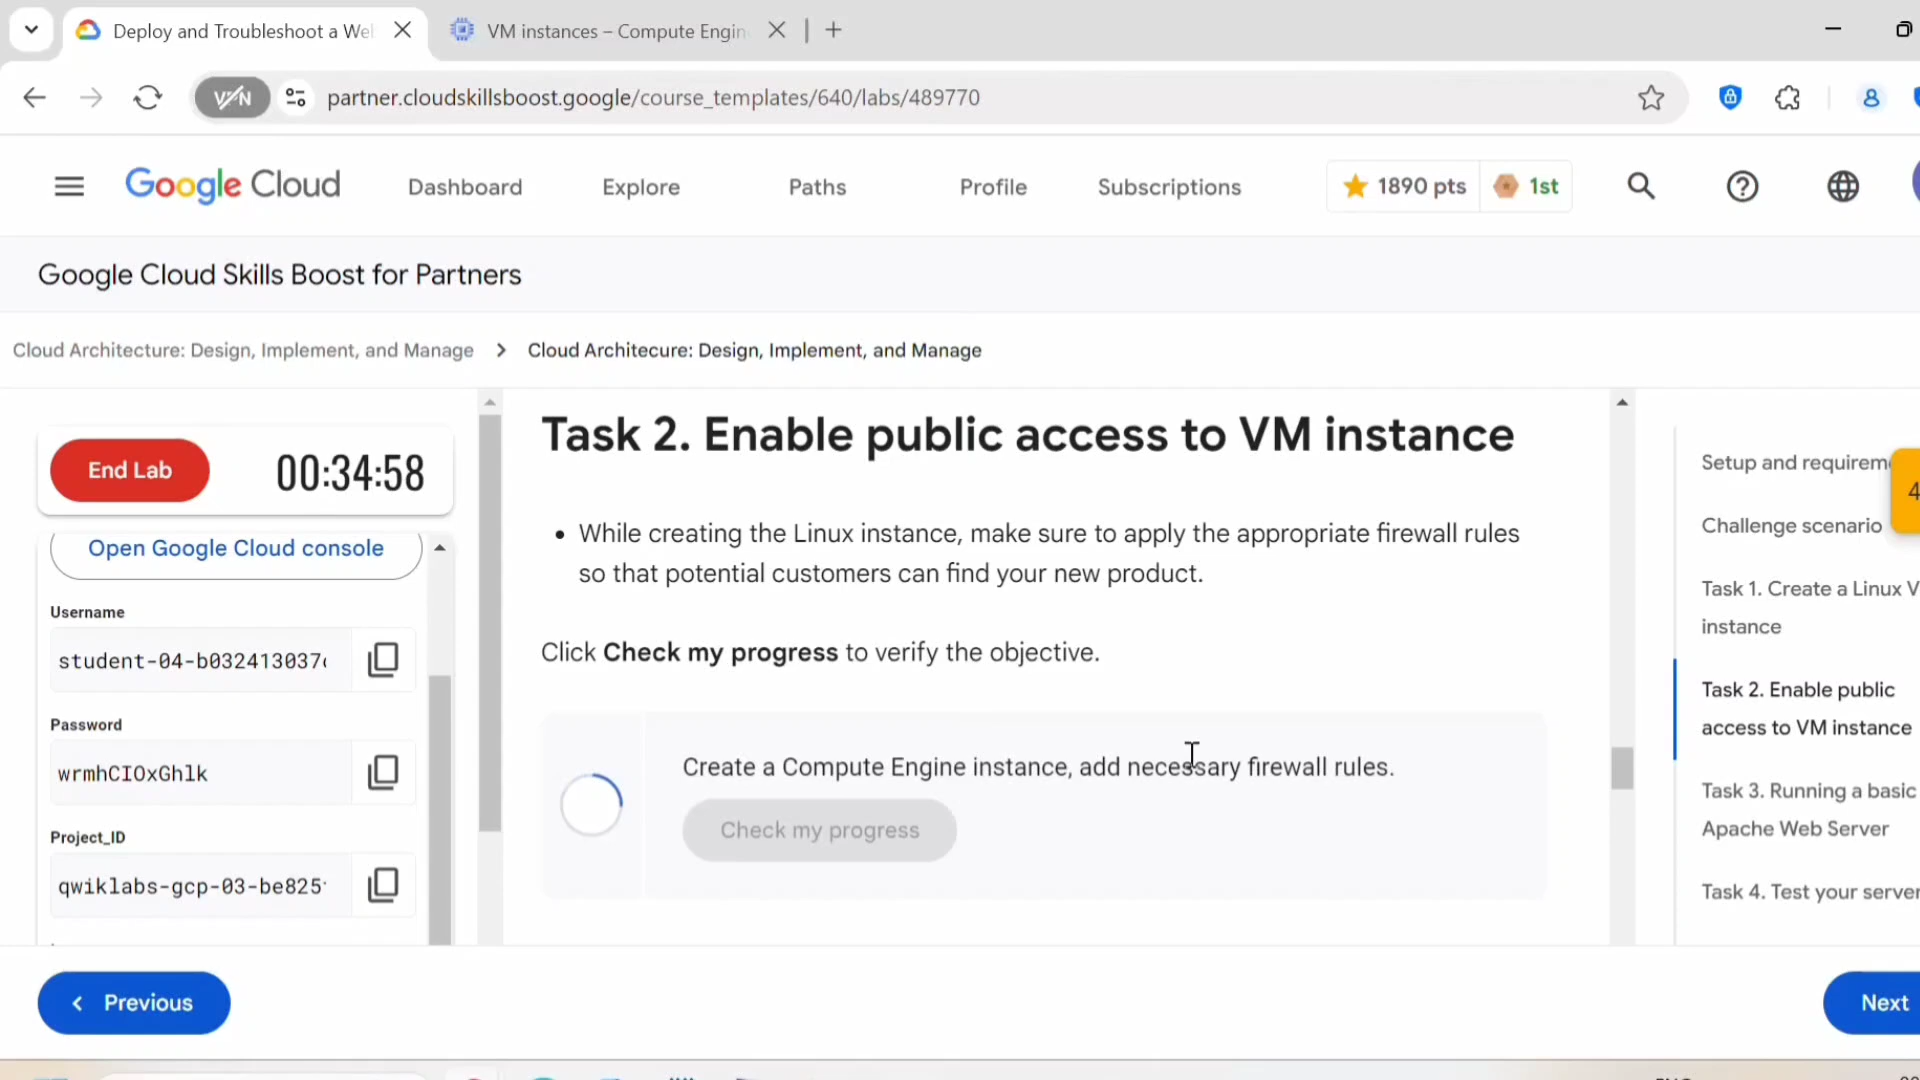 Deploy and Troubleshoot a We
VM instances – Compute Engin
VPN
partner.cloudskillsboost.google/course_templates/640/labs/489770
Google Cloud
Dashboard
Explore
Paths
Profile
Subscriptions
1890 pts
1st
Google Cloud Skills Boost for Partners
Cloud Architecture: Design, Implement, and Manage
Cloud Architecure: Design, Implement, and Manage
End Lab
00:34:58
Open Google Cloud console
Username
student-04-b032413037
Password
wrmhCIOxGhlk
Project_ID
qwiklabs-gcp-03-be825
Task 2. Enable public access to VM instance
While creating the Linux instance, make sure to apply the appropriate firewall rules
so that potential customers can find your new product.
Click Check my progress to verify the objective.
Create a Compute Engine instance, add necessary firewall rules.
Check my progress
Setup and requirem
4
Challenge scenario
Task 1. Create a Linux V
instance
Task 2. Enable public
access to VM instance
Task 3. Running a basic
Apache Web Server
Task 4. Test your server
Previous
Next